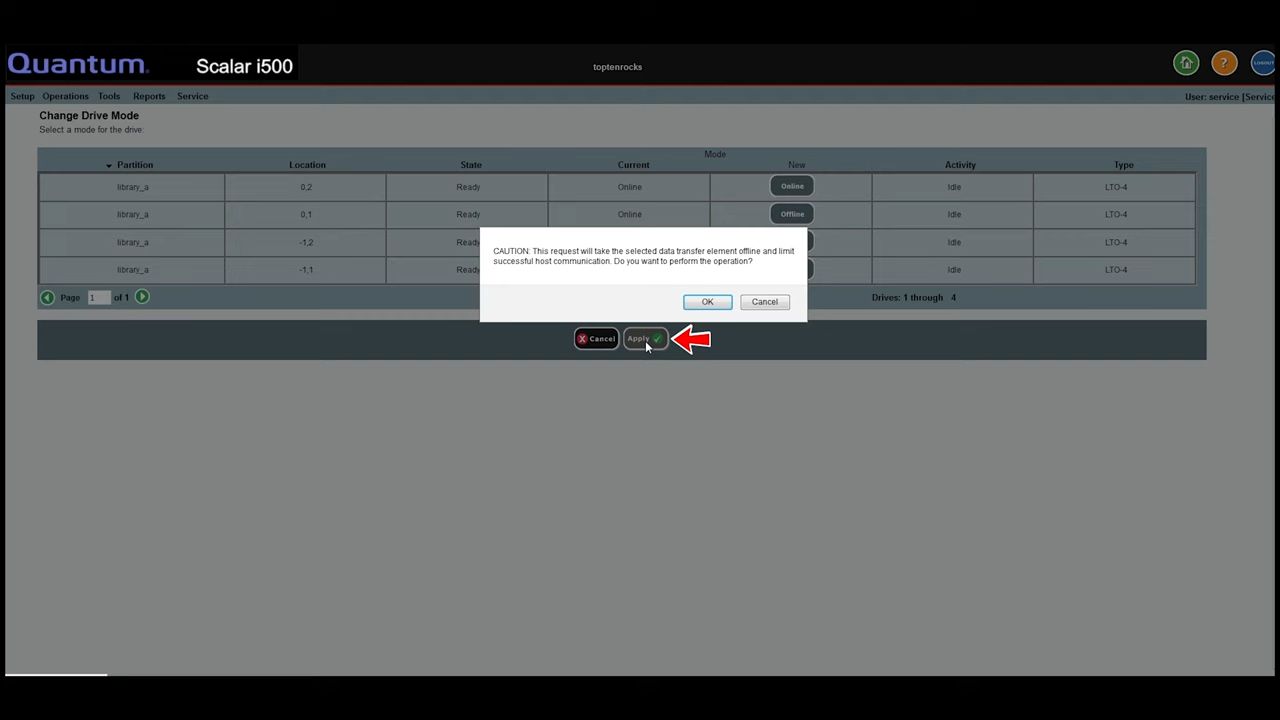 Quantum. Scalar i500
toptenrocks
?
LOGOUT
Setup Operations Tools Reports Service
User: service [Service
Change Drive Mode
Select a mode for the drive:
Mode
Partition Location State Current New Activity Type
library_a 0,2 Ready Online Online Idle LTO-4
library_a 0,1 Ready Online Offline Idle LTO-4
library_a -1,2 Ready Idle LTO-4
library_a -1,1 Ready Idle LTO-4
CAUTION: This request will take the selected data transfer element offline and limit
successful host communication. Do you want to perform the operation?
OK Cancel
Page 1 of 1
Drives: 1 through 4
Cancel Apply